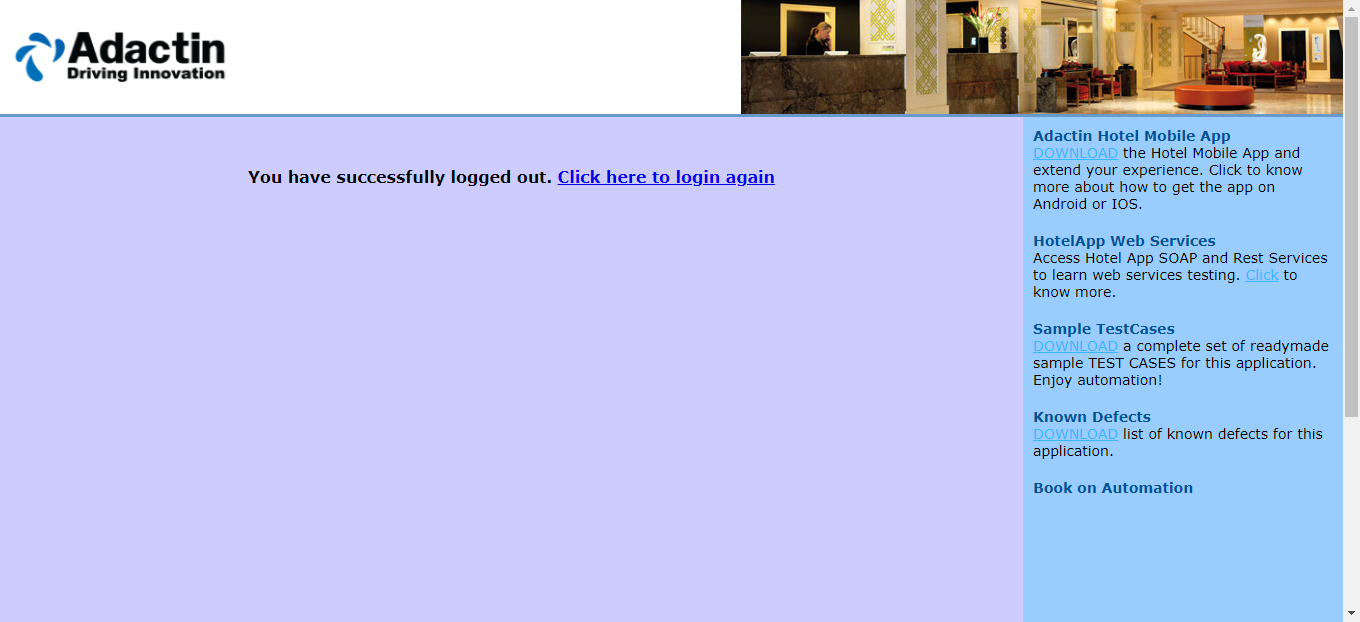 Adactin
Driving Innovation
You have successfully logged out. Click here to login again
Adactin Hotel Mobile App
DOWNLOAD the Hotel Mobile App and
extend your experience. Click to know
more about how to get the app on
Android or IOS.
HotelApp Web Services
Access Hotel App SOAP and Rest Services
to learn web services testing. Click to
know more.
Sample TestCases
DOWNLOAD a complete set of readymade
sample TEST CASES for this application.
Enjoy automation!
Known Defects
DOWNLOAD list of known defects for this
application.
Book on Automation